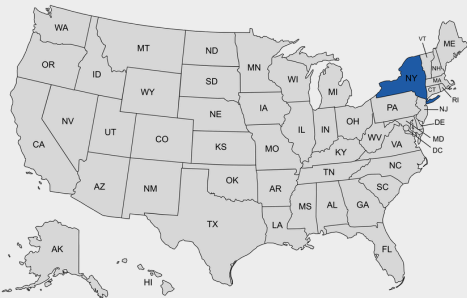 WA
MT
ND
MN
VT
ME
OR
ID
SD
WI
NY
NH
MA
CT
RI
WY
MI
IA
PA
NJ
NE
NV
OH
DE
IL
IN
UT
CO
WV
MD
CA
KS
MO
VA
DC
KY
NC
TN
OK
AZ
NM
AR
SC
MS
AL
GA
TX
LA
AK
FL
HI